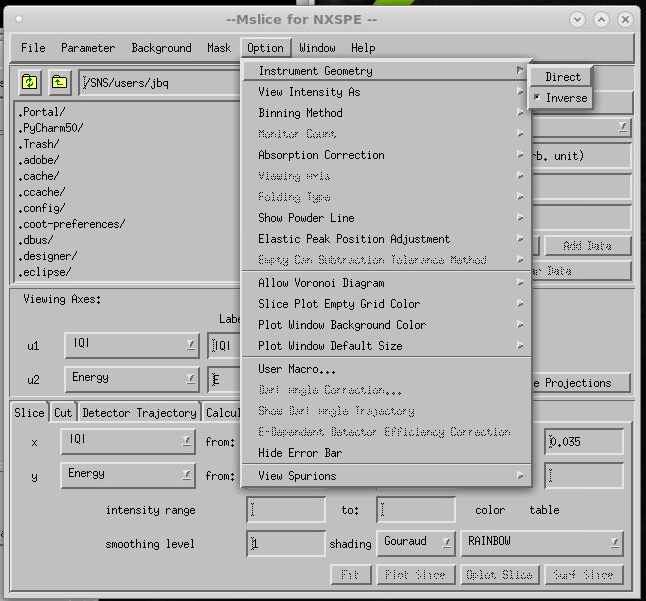 --Mslice for NXSPE --
File Parameter Background Mask Option Window Help
/SNS/users/jbq
.Portal/
.PyCharm50/
.Trash/
.adobe/
.cache/
.ccache/
.config/
.coot-preferences/
.dbus/
.designer/
.eclipse/
Instrument Geometry
View Intensity As
Binning Method
Monitor Count
Absorption Correction
Viewing Axis
Folding Type
Show Powder Line
Elastic Peak Position Adjustment
Empty Can Subtraction Tolerance Method
Allow Voronoi Diagram
Slice Plot Empty Grid Color
Plot Window Background Color
Plot Window Default Size
User Macro...
Dark Angle Correction...
Show Dark Angle Trajectory
E-Dependent Detector Efficiency Correction
Hide Error Bar
View Spurions
Direct
Inverse
rb. unit)
Add Data
Data
Viewing Axes:
Labe
u1 |Q| |Q|
u2 Energy E
e Projections
Slice Cut Detector Trajectory Calcul
x |Q| from: 0.035
y Energy from:
intensity range to: color table
smoothing level 1 shading Gouraud RAINBOW
Fit Plot Slice Oplot Slice Surf Slice